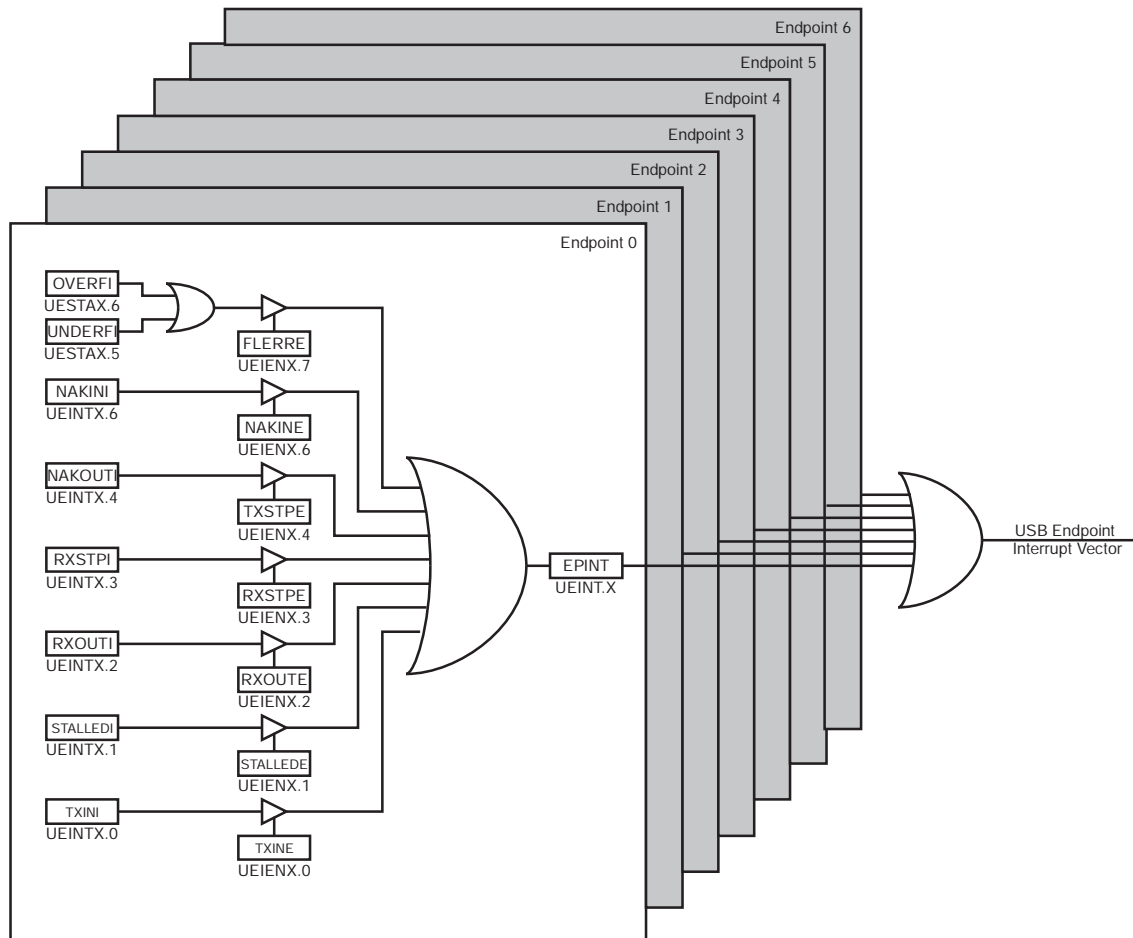 Endpoint 6
Endpoint 5
Endpoint 4
Endpoint 3
Endpoint 2
Endpoint 1
Endpoint 0
OVERFI
UESTAX.6
UNDERFI
UESTAX.5
FLERRE
UEIENX.7
NAKINI
UEINTX.6
NAKINE
UEIENX.6
NAKOUTI
UEINTX.4
TXSTPE
UEIENX.4
RXSTPI
UEINTX.3
RXSTPE
UEIENX.3
RXOUTI
UEINTX.2
RXOUTE
UEIENX.2
STALLEDI
UEINTX.1
STALLEDE
UEIENX.1
TXINI
UEINTX.0
TXINE
UEIENX.0
EPINT
UEINT.X
USB Endpoint
Interrupt Vector